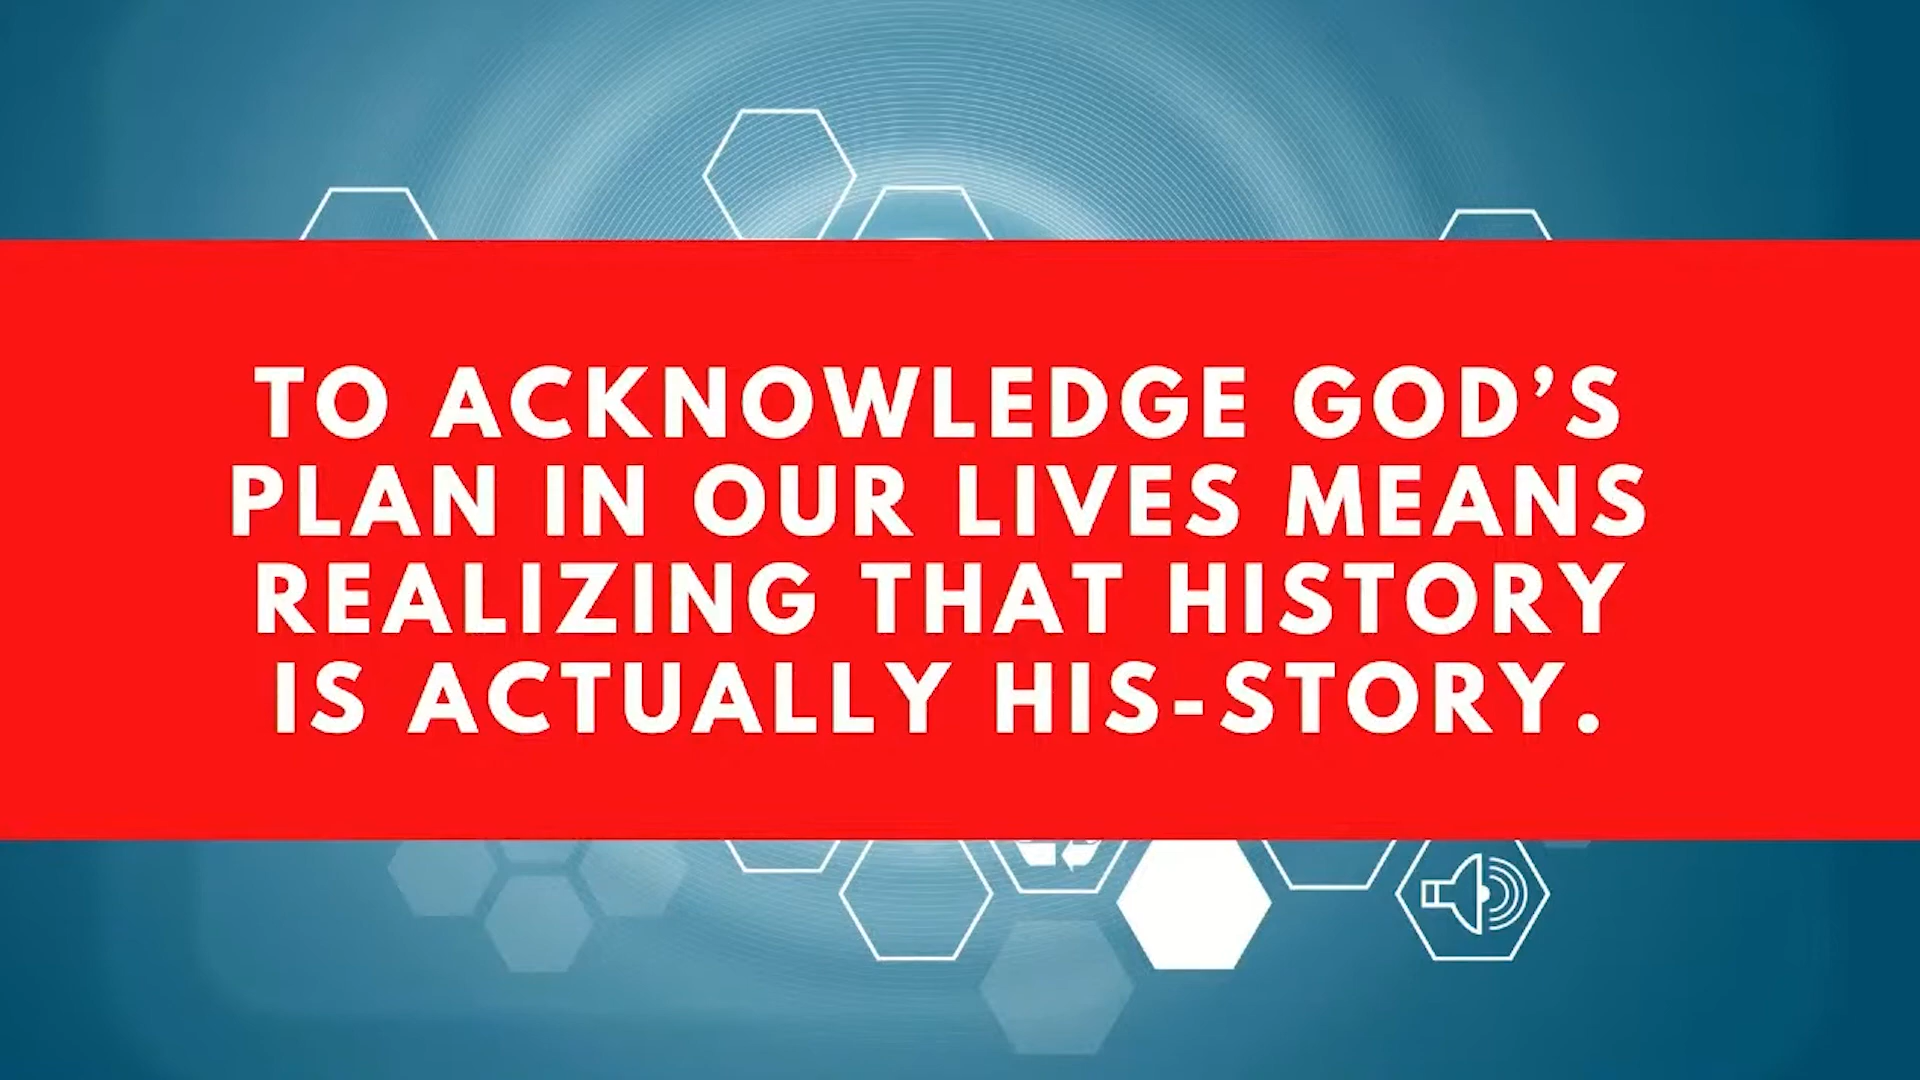 TO ACKNOWLEDGE GOD’S
PLAN IN OUR LIVES MEANS
REALIZING THAT HISTORY
IS ACTUALLY HIS-STORY.